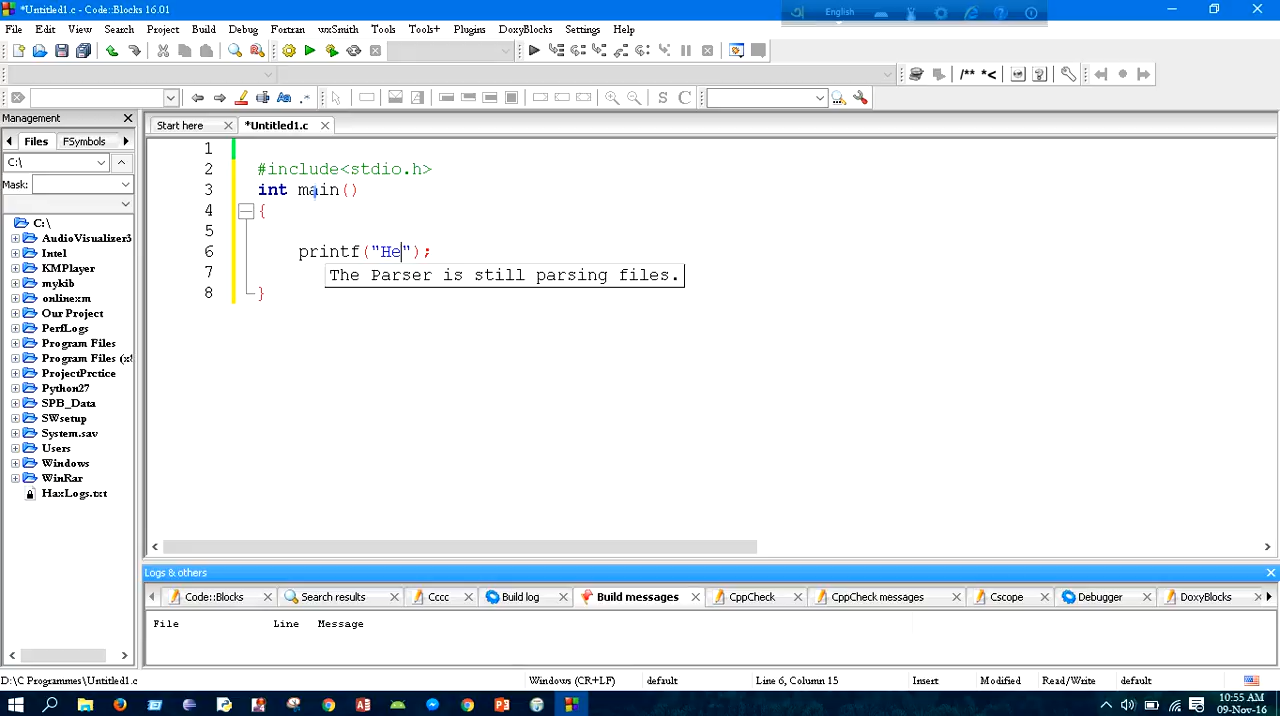 *Untitled1.c - Code::Blocks 16.01
English
File Edit View Search Project Build Debug Fortran wxSmith Tools Tools+ Plugins DoxyBlocks Settings Help
/** *<
S C
Management
Files FSymbols
C:\
Mask:
C:\
AudioVisualizer3
Intel
KMPlayer
mykib
onlinexm
Our Project
PerfLogs
Program Files
Program Files (x8
ProjectPrctice
Python27
SPB_Data
SWsetup
System.sav
Users
Windows
WinRar
HaxLogs.txt
Start here *Untitled1.c
1
2 #include<stdio.h>
3 int main()
4 {
5
6 printf("He");
7 The Parser is still parsing files.
8 }
Logs & others
Code::Blocks Search results Cccc Build log Build messages CppCheck CppCheck messages Cscope Debugger DoxyBlocks
File Line Message
D:\C Programmes\Untitled1.c Windows (CR+LF) default Line 6, Column 15 Insert Modified Read/Write default
10:55 AM
09-Nov-16